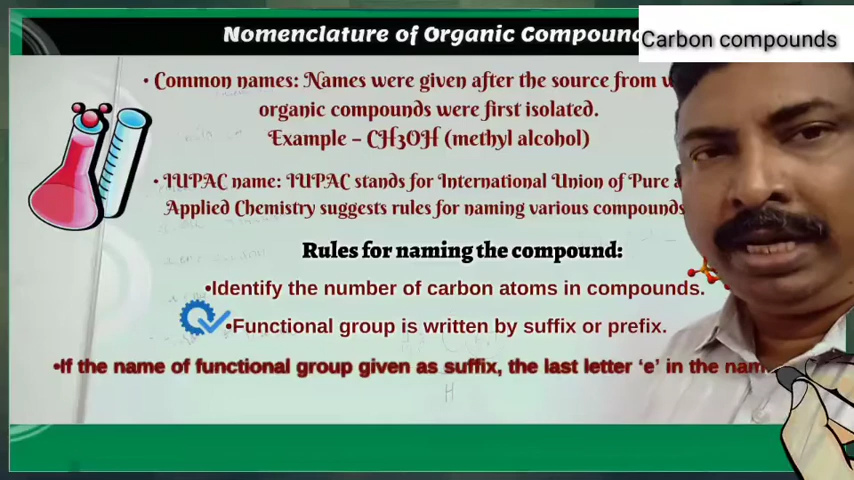 Nomenclature of Organic Compound
Carbon compounds
• Common names: Names were given after the source from w
organic compounds were first isolated.
Example – CH3OH (methyl alcohol)
• IUPAC name: IUPAC stands for International Union of Pure a
Applied Chemistry suggests rules for naming various compounds
Rules for naming the compound:
•Identify the number of carbon atoms in compounds.
•Functional group is written by suffix or prefix.
•If the name of functional group given as suffix, the last letter ‘e’ in the nam
H